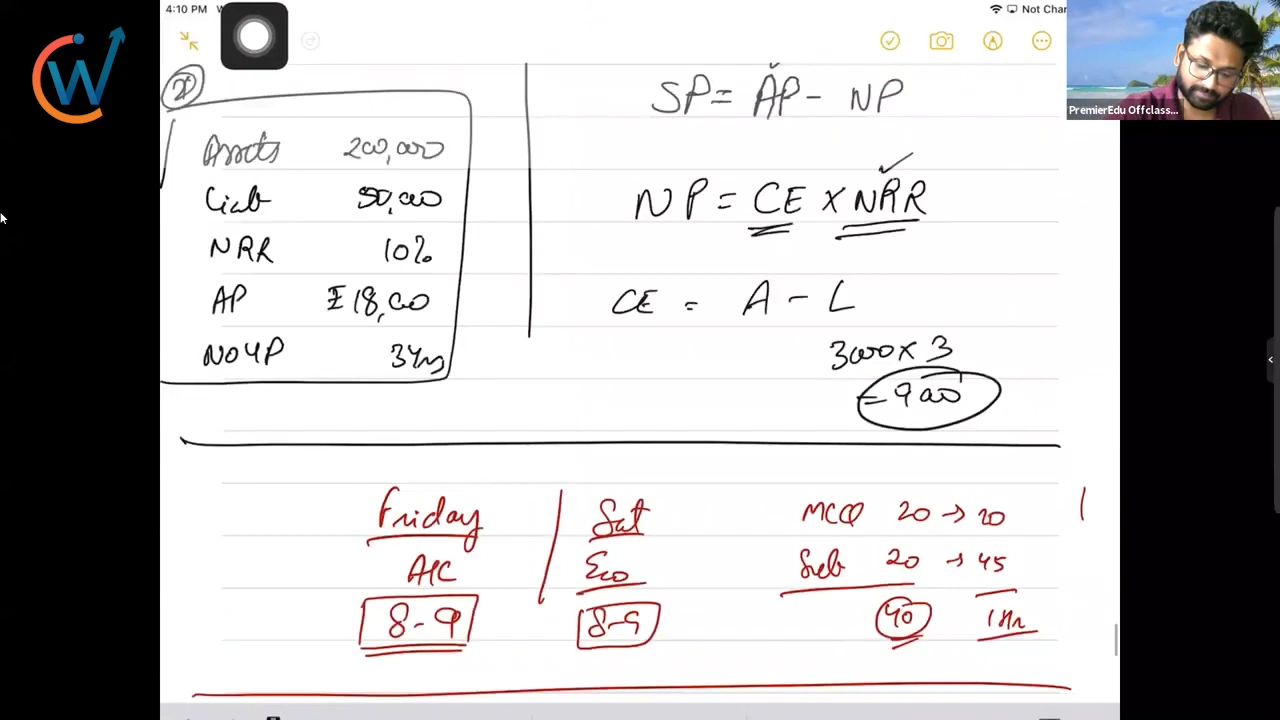 4:10 PM W
Not Char
PremierEdu Offclass...
CW
Assets 200,000
Liab 50,000
NRR 10%
AP ₹18,000
NOYP 3Yrs
SP = AP - NP
NP = CE x NRR
CE = A - L
3000 x 3
= 9000
Friday
A/C
8-9
Sat
Eco
8-9
MCQ 20 → 20
Sub 20 → 45
40 1Hr